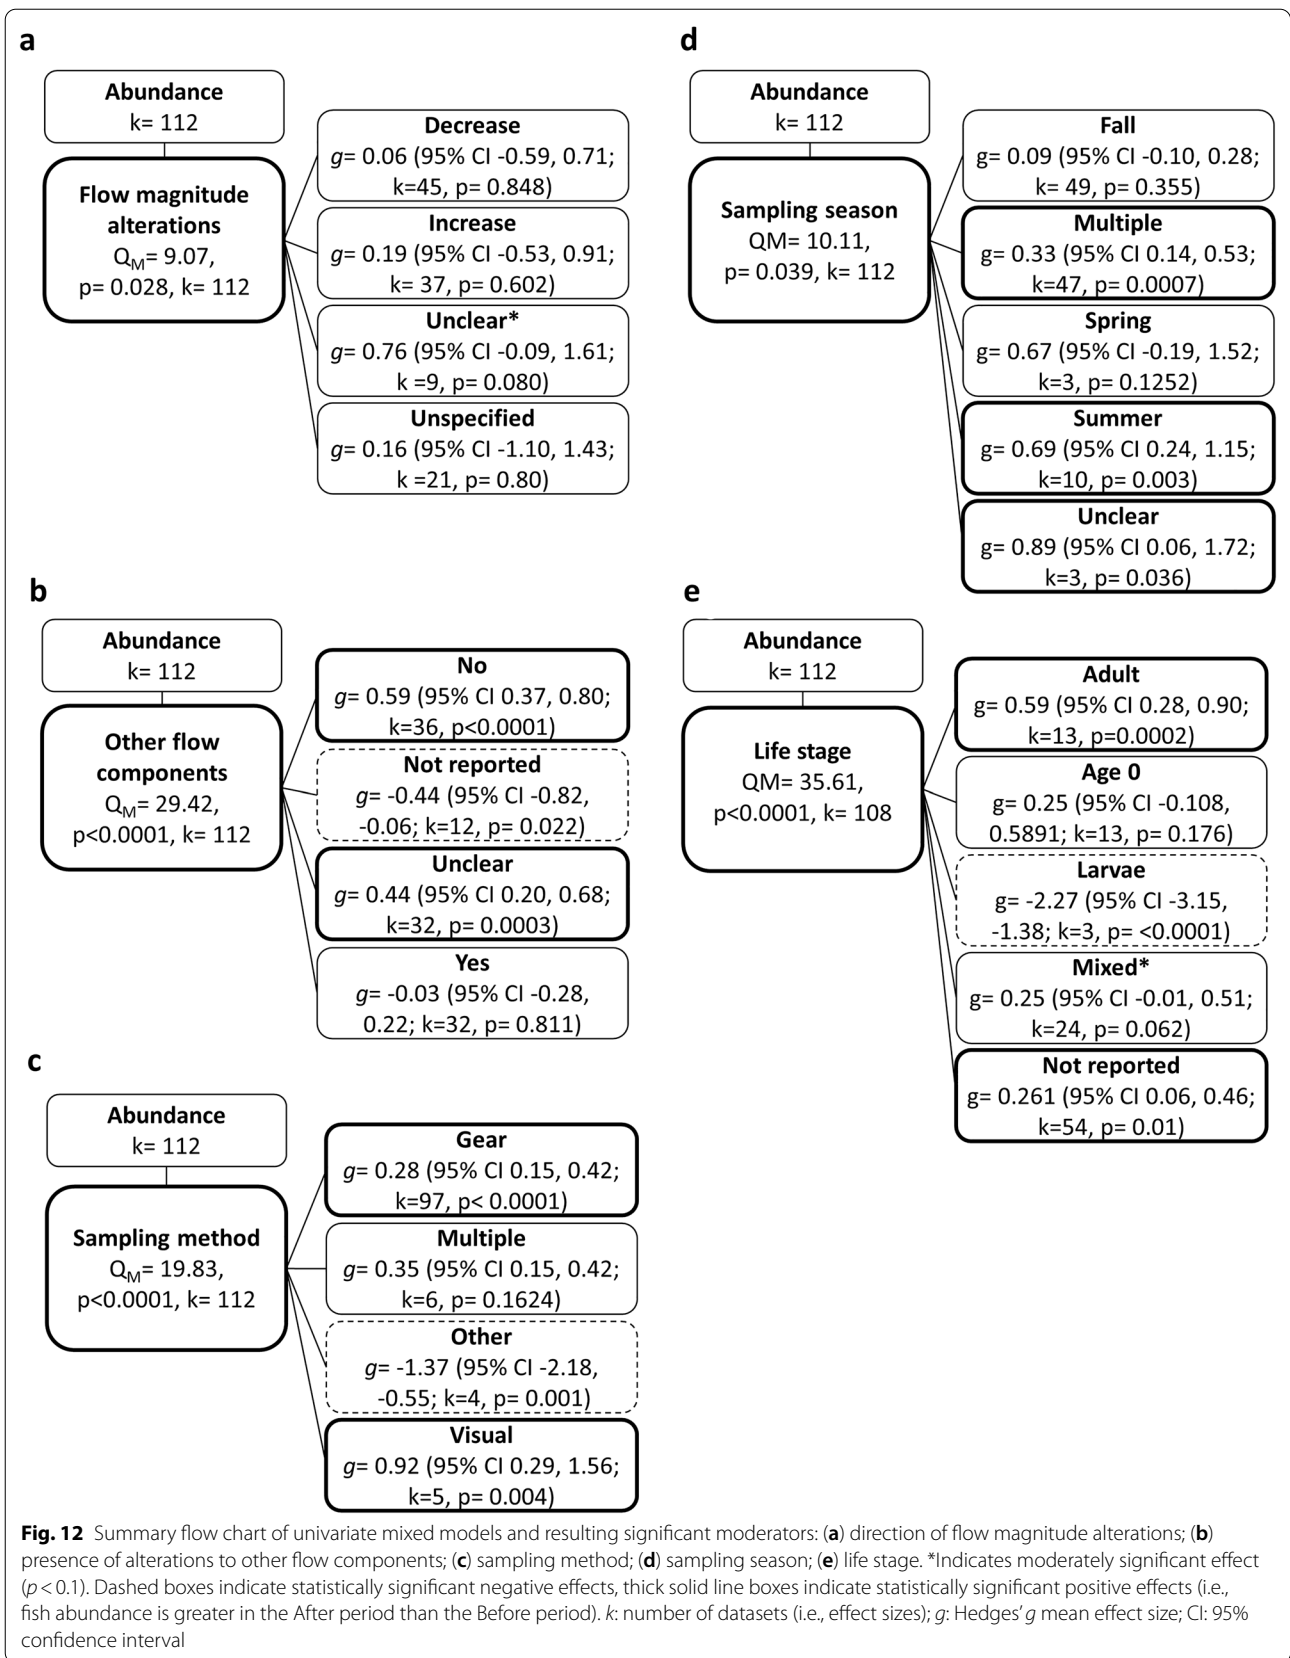 a
Abundance
k= 112
Flow magnitude
alterations
QM= 9.07,
p= 0.028, k= 112
Decrease
g= 0.06 (95% CI -0.59, 0.71;
k=45, p= 0.848)
Increase
g= 0.19 (95% CI -0.53, 0.91;
k= 37, p= 0.602)
Unclear*
g= 0.76 (95% CI -0.09, 1.61;
k =9, p= 0.080)
Unspecified
g= 0.16 (95% CI -1.10, 1.43;
k =21, p= 0.80)
b
Abundance
k= 112
Other flow
components
QM= 29.42,
p<0.0001, k= 112
No
g= 0.59 (95% CI 0.37, 0.80;
k=36, p<0.0001)
Not reported
g= -0.44 (95% CI -0.82,
-0.06; k=12, p= 0.022)
Unclear
g= 0.44 (95% CI 0.20, 0.68;
k=32, p= 0.0003)
Yes
g= -0.03 (95% CI -0.28,
0.22; k=32, p= 0.811)
c
Abundance
k= 112
Sampling method
QM= 19.83,
p<0.0001, k= 112
Gear
g= 0.28 (95% CI 0.15, 0.42;
k=97, p< 0.0001)
Multiple
g= 0.35 (95% CI 0.15, 0.42;
k=6, p= 0.1624)
Other
g= -1.37 (95% CI -2.18,
-0.55; k=4, p= 0.001)
Visual
g= 0.92 (95% CI 0.29, 1.56;
k=5, p= 0.004)
d
Abundance
k= 112
Sampling season
QM= 10.11,
p= 0.039, k= 112
Fall
g= 0.09 (95% CI -0.10, 0.28;
k= 49, p= 0.355)
Multiple
g= 0.33 (95% CI 0.14, 0.53;
k=47, p= 0.0007)
Spring
g= 0.67 (95% CI -0.19, 1.52;
k=3, p= 0.1252)
Summer
g= 0.69 (95% CI 0.24, 1.15;
k=10, p= 0.003)
Unclear
g= 0.89 (95% CI 0.06, 1.72;
k=3, p= 0.036)
e
Abundance
k= 112
Life stage
QM= 35.61,
p<0.0001, k= 108
Adult
g= 0.59 (95% CI 0.28, 0.90;
k=13, p=0.0002)
Age 0
g= 0.25 (95% CI -0.108,
0.5891; k=13, p= 0.176)
Larvae
g= -2.27 (95% CI -3.15,
-1.38; k=3, p= <0.0001)
Mixed*
g= 0.25 (95% CI -0.01, 0.51;
k=24, p= 0.062)
Not reported
g= 0.261 (95% CI 0.06, 0.46;
k=54, p= 0.01)
Fig. 12 Summary flow chart of univariate mixed models and resulting significant moderators: (a) direction of flow magnitude alterations; (b)
presence of alterations to other flow components; (c) sampling method; (d) sampling season; (e) life stage. *Indicates moderately significant effect
(p < 0.1). Dashed boxes indicate statistically significant negative effects, thick solid line boxes indicate statistically significant positive effects (i.e.,
fish abundance is greater in the After period than the Before period). k: number of datasets (i.e., effect sizes); g: Hedges' g mean effect size; CI: 95%
confidence interval